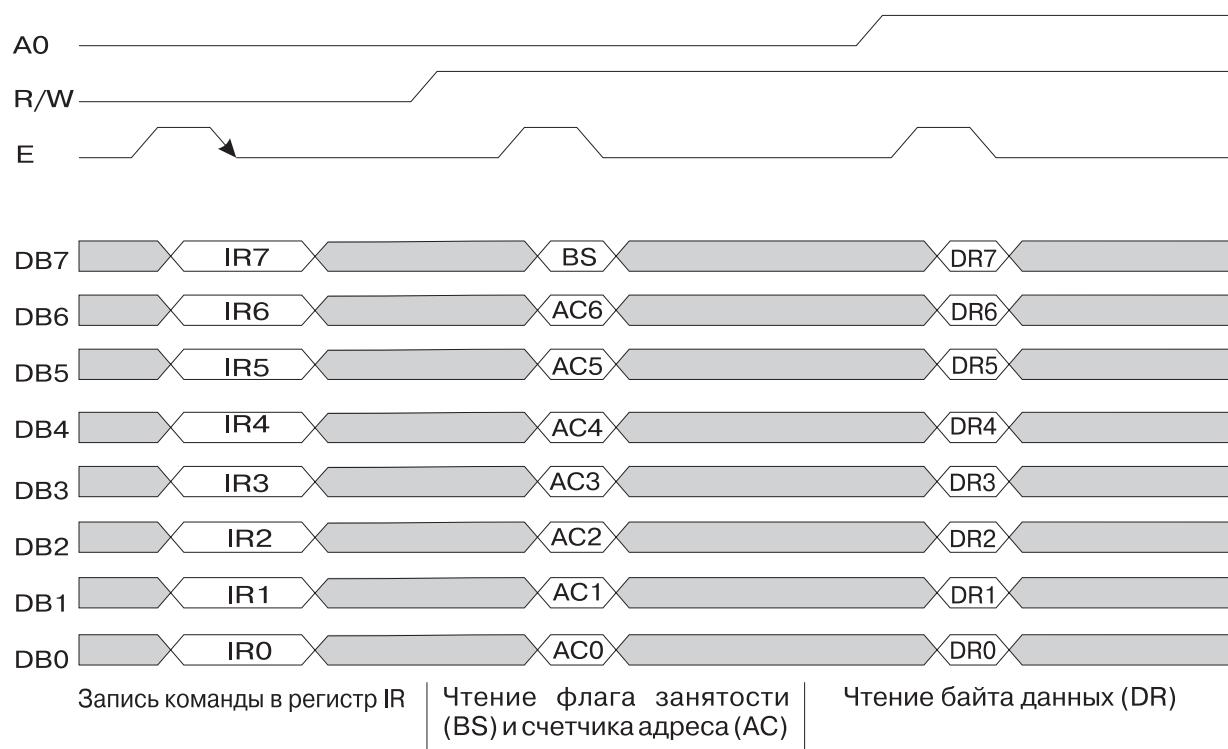 A0
R/W
E
DB7 IR7 BS DR7
DB6 IR6 AC6 DR6
DB5 IR5 AC5 DR5
DB4 IR4 AC4 DR4
DB3 IR3 AC3 DR3
DB2 IR2 AC2 DR2
DB1 IR1 AC1 DR1
DB0 IR0 AC0 DR0
Запись команды в регистр IR
Чтение флага занятости
(BS) и счетчика адреса (AC)
Чтение байта данных (DR)